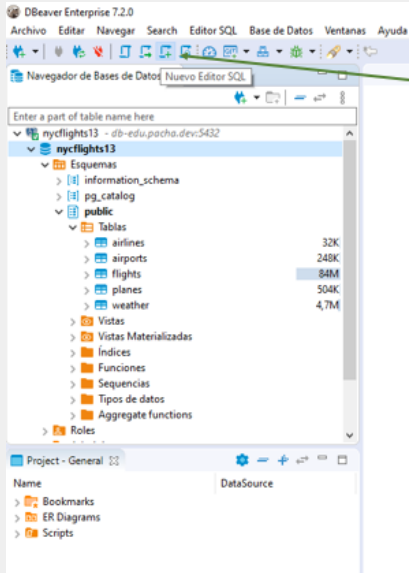 DBeaver Enterprise 7.2.0
Archivo Editar Navegar Search Editor SQL Base de Datos Ventanas Ayuda
Navegador de Bases de Datos
Nuevo Editor SQL
Enter a part of table name here
nycflights13 - db-edu.pacha.dev:5432
nycflights13
Esquemas
information_schema
pg_catalog
public
Tablas
airlines 32K
airports 248K
flights 84M
planes 504K
weather 4,7M
Vistas
Vistas Materializadas
Índices
Funciones
Sequencias
Tipos de datos
Aggregate functions
Roles
Project - General
Name DataSource
Bookmarks
ER Diagrams
Scripts